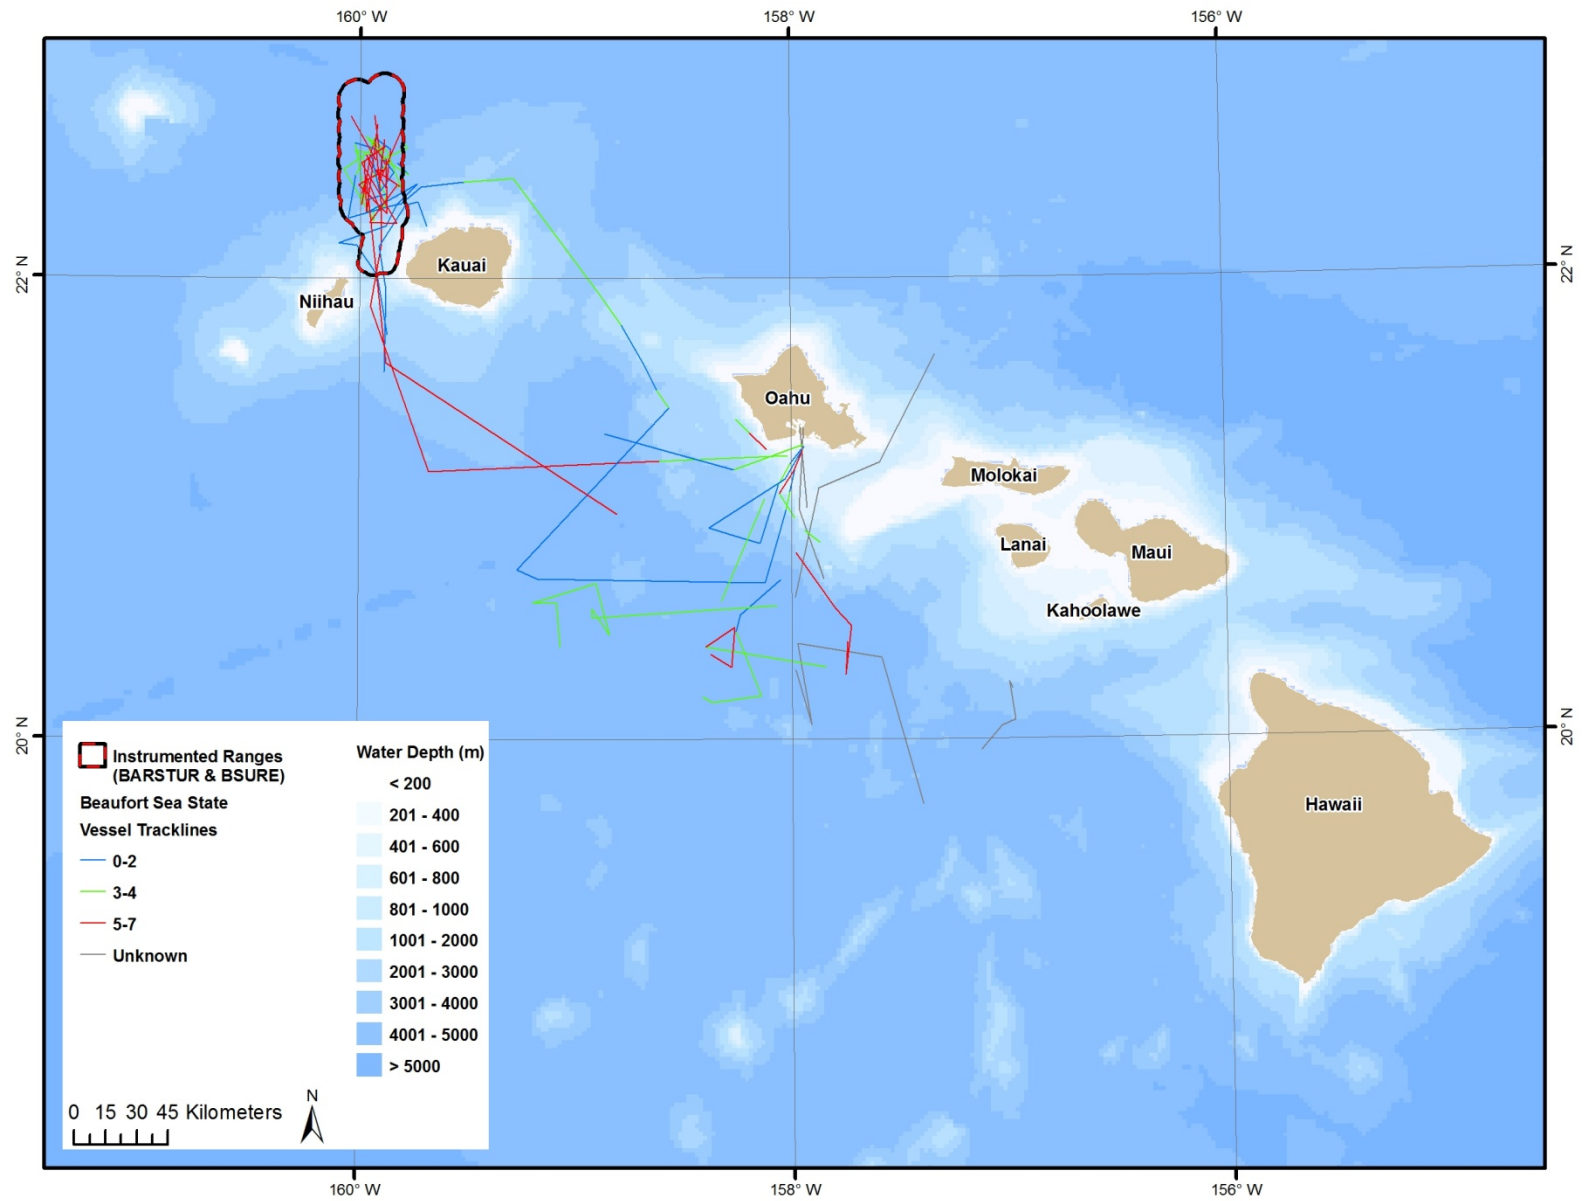 160° W
158° W
156° W
22° N
22° N
Kauai
Niihau
Oahu
Molokai
Lanai
Maui
Kahoolawe
20° N
20° N
Hawaii
Instrumented Ranges
(BARSTUR & BSURE)
Beaufort Sea State
Vessel Tracklines
0-2
3-4
5-7
Unknown
Water Depth (m)
< 200
201 - 400
401 - 600
601 - 800
801 - 1000
1001 - 2000
2001 - 3000
3001 - 4000
4001 - 5000
> 5000
N
0 15 30 45 Kilometers
160° W
158° W
156° W